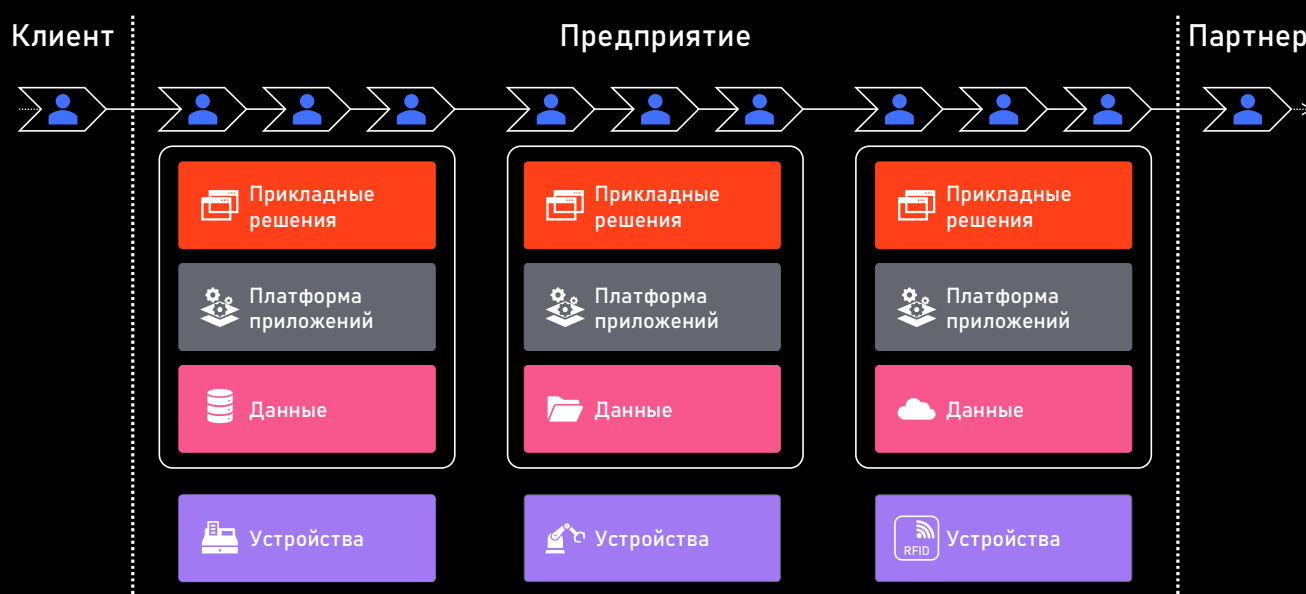 Клиент
Предприятие
Партнер
Прикладные
решения
Прикладные
решения
Прикладные
решения
Платформа
приложений
Платформа
приложений
Платформа
приложений
Данные
Данные
Данные
Устройства
Устройства
RFID
Устройства